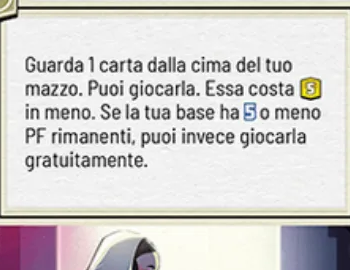 Guarda 1 carta dalla cima del tuo
mazzo. Puoi giocarla. Essa costa 5
in meno. Se la tua base ha 5 o meno
PF rimanenti, puoi invece giocarla
gratuitamente.